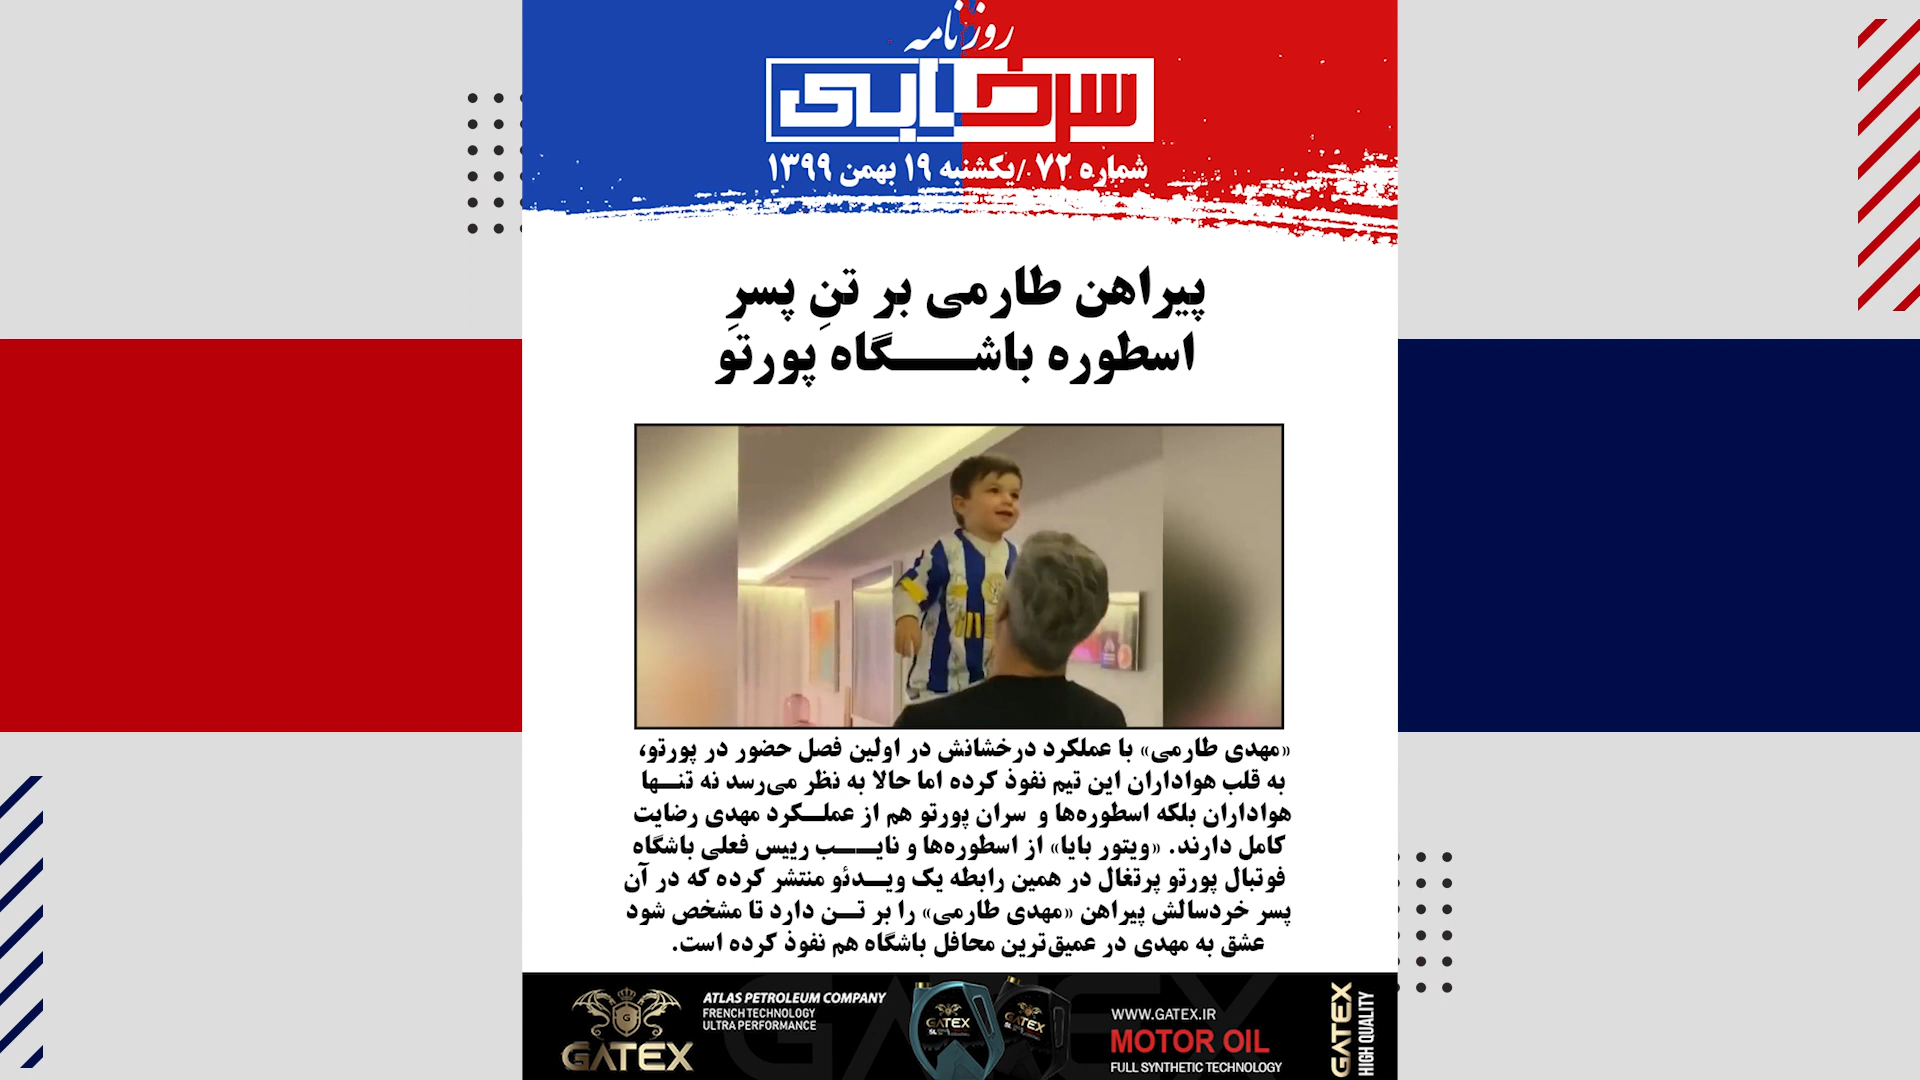 روزنامه
سرخابی
شماره ۷۲ /یکشنبه ۱۹ بهمن ۱۳۹۹
پیراهن طارمی بر تنِ پسرِ
اسطوره باشــــگاه پورتو
«مهدی طارمی» با عملکرد درخشانش در اولین فصل حضور در پورتو،
به قلب هواداران این تیم نفوذ کرده اما حالا به نظر می‌رسد نه تنـــها
هواداران بلکه اسطوره‌ها و سران پورتو هم از عملـــکرد مهدی رضایت
کامل دارند. «ویتور بایا» از اسطوره‌ها و نایـــــب رییس فعلی باشگاه
فوتبال پورتو پرتغال در همین رابطه یک ویـــدئو منتشر کرده که در آن
پسر خردسالش پیراهن «مهدی طارمی» را بر تـــن دارد تا مشخص شود
عشق به مهدی در عمیق‌ترین محافل باشگاه هم نفوذ کرده است.
GATEX
ATLAS PETROLEUM COMPANY
FRENCH TECHNOLOGY
ULTRA PERFORMANCE
GATEX
GATEX
WWW.GATEX.IR
MOTOR OIL
FULL SYNTHETIC TECHNOLOGY
GATEX
HIGH QUALITY